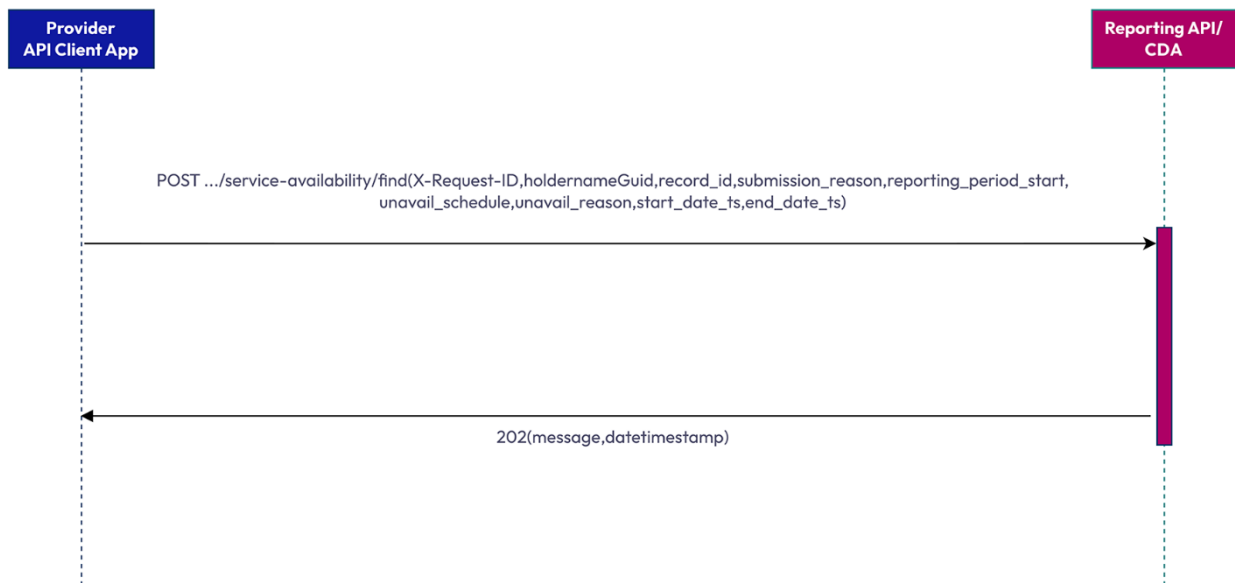 Provider
API Client App
Reporting API/
CDA
POST .../service-availability/find(X-Request-ID,holdernameGuid,record_id,submission_reason,reporting_period_start,
unavail_schedule,unavail_reason,start_date_ts,end_date_ts)
202(message,datetimestamp)